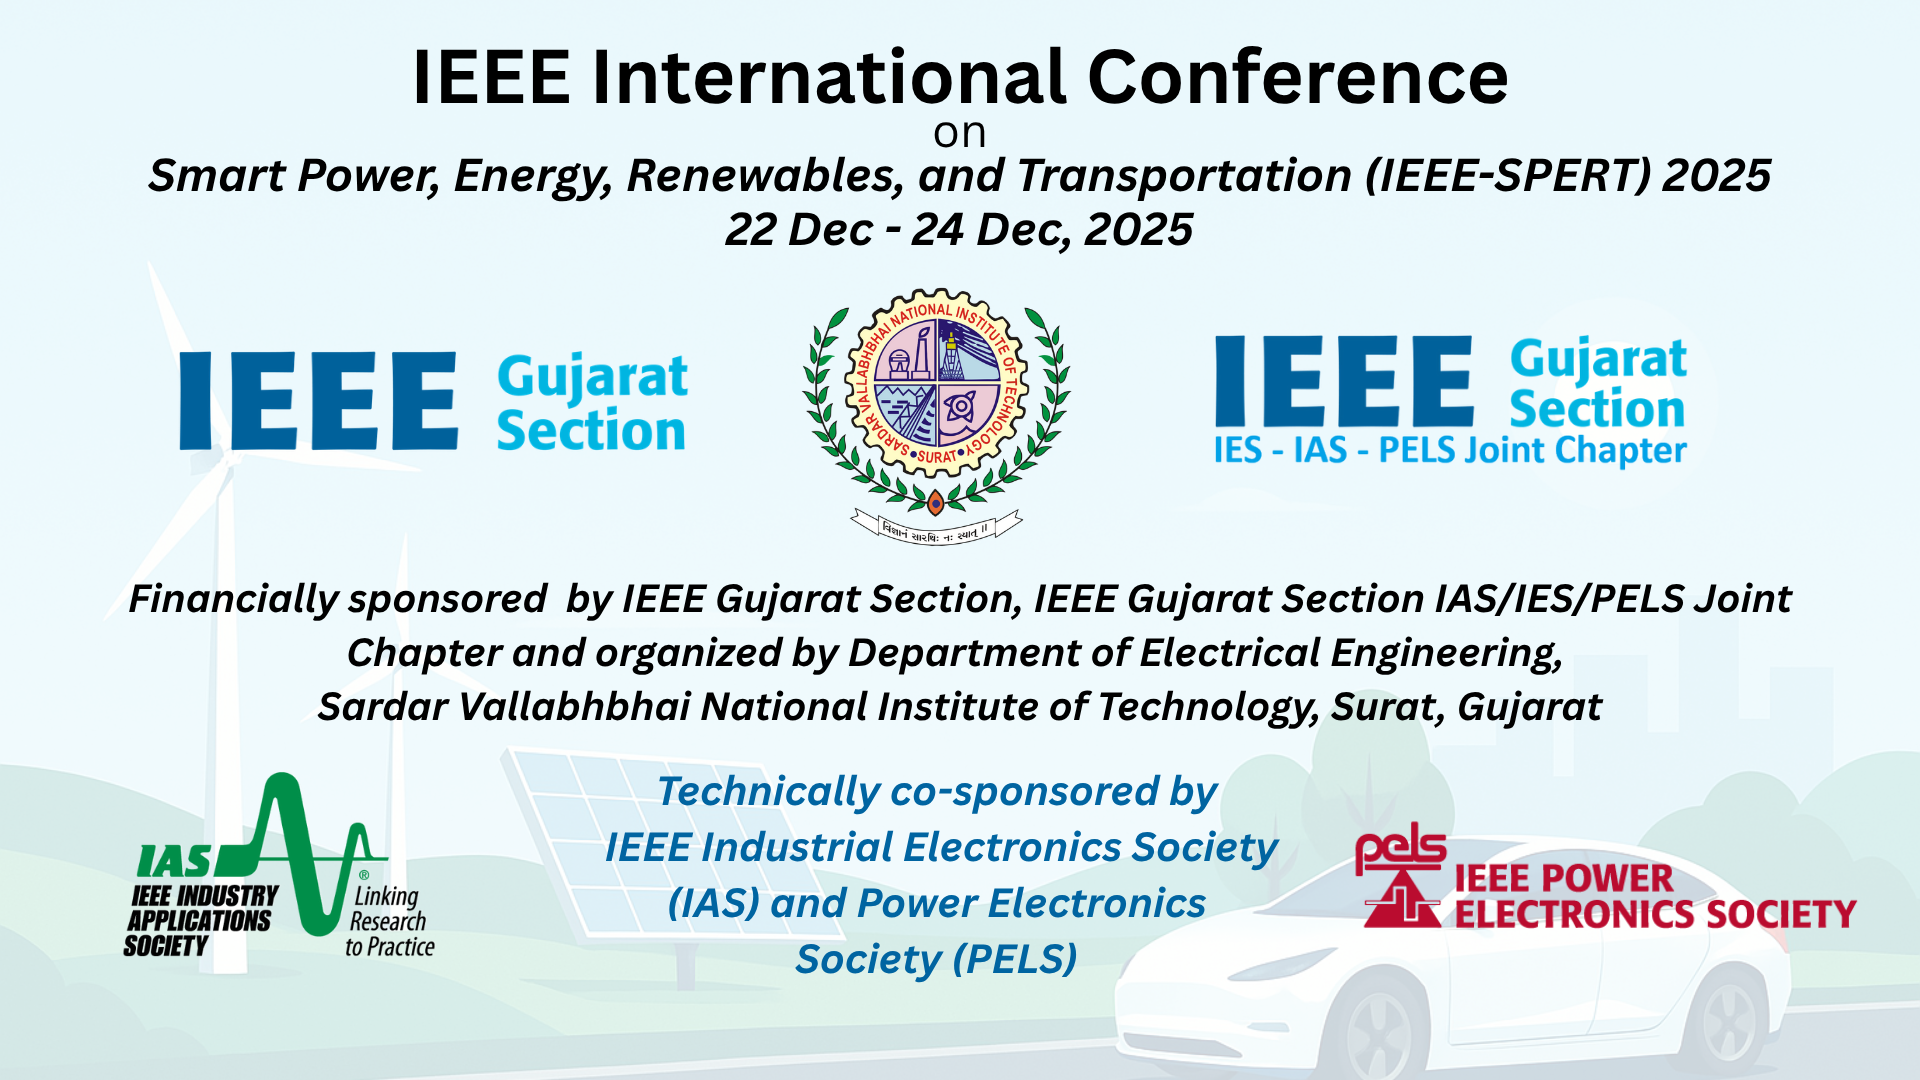 IEEE International Conference
on
Smart Power, Energy, Renewables, and Transportation (IEEE-SPERT) 2025
22 Dec - 24 Dec, 2025
IEEE Gujarat
Section
SARDAR VALLABHBHAI NATIONAL INSTITUTE OF TECHNOLOGY
• SURAT •
विज्ञानं सारथिः नः स्यात् ॥
IEEE Gujarat
Section
IES - IAS - PELS Joint Chapter
Financially sponsored by IEEE Gujarat Section, IEEE Gujarat Section IAS/IES/PELS Joint
Chapter and organized by Department of Electrical Engineering,
Sardar Vallabhbhai National Institute of Technology, Surat, Gujarat
IAS
IEEE INDUSTRY
APPLICATIONS
SOCIETY
®
Linking
Research
to Practice
Technically co-sponsored by
IEEE Industrial Electronics Society
(IAS) and Power Electronics
Society (PELS)
pels
IEEE POWER
ELECTRONICS SOCIETY